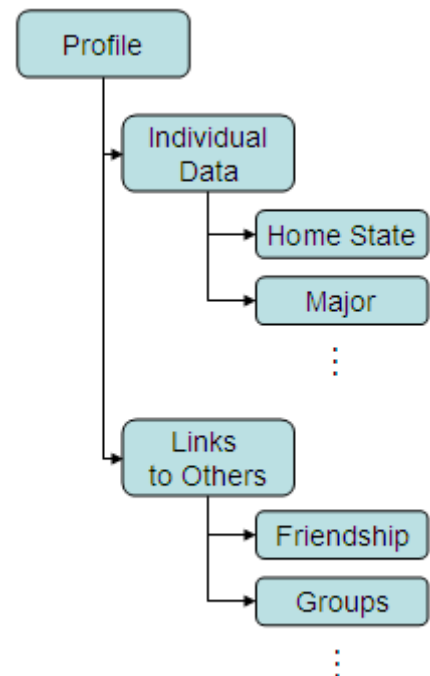 Profile
Individual
Data
Home State
Major
⋮
Links
to Others
Friendship
Groups
⋮